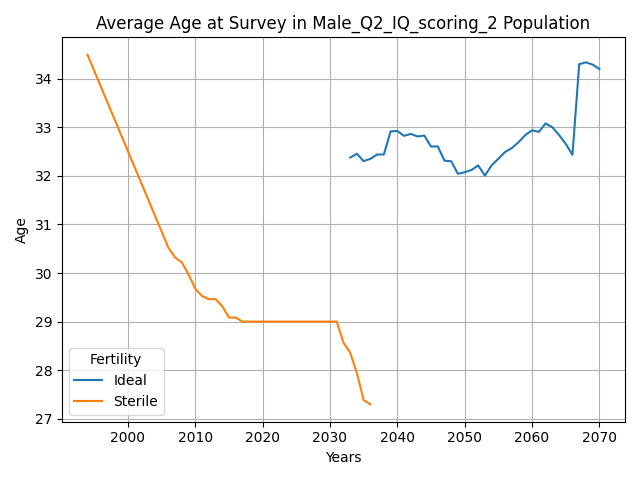 Average Age at Survey in Male_Q2_IQ_scoring_2 Population
Age
34
33
32
31
30
29
28
27
Fertility
Ideal
Sterile
2000 2010 2020 2030 2040 2050 2060 2070
Years